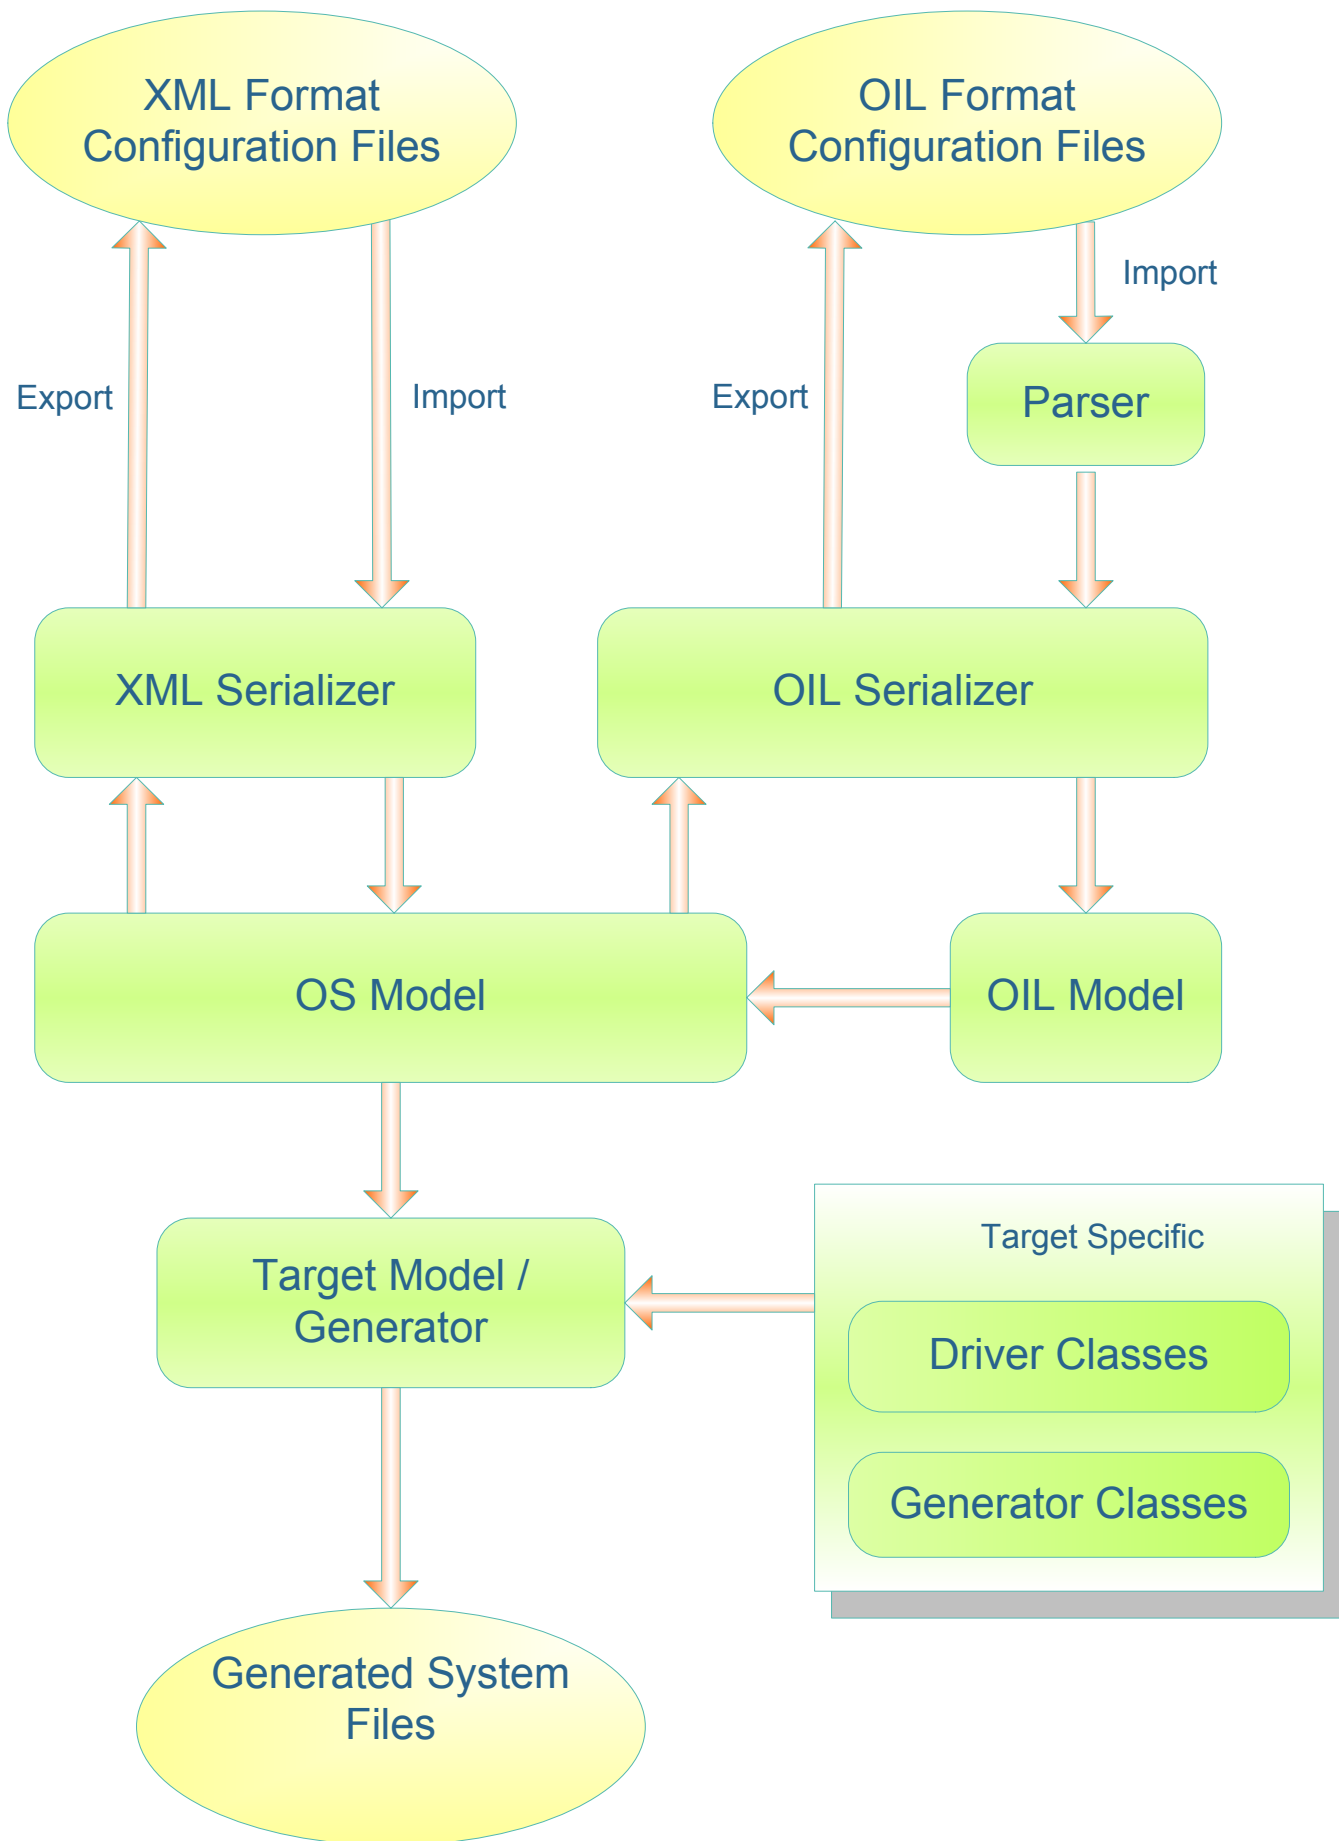 XML Format
Configuration Files
OIL Format
Configuration Files
Import
Export
Import
Export
Parser
XML Serializer
OIL Serializer
OS Model
OIL Model
Target Specific
Target Model /
Generator
Driver Classes
Generator Classes
Generated System
Files